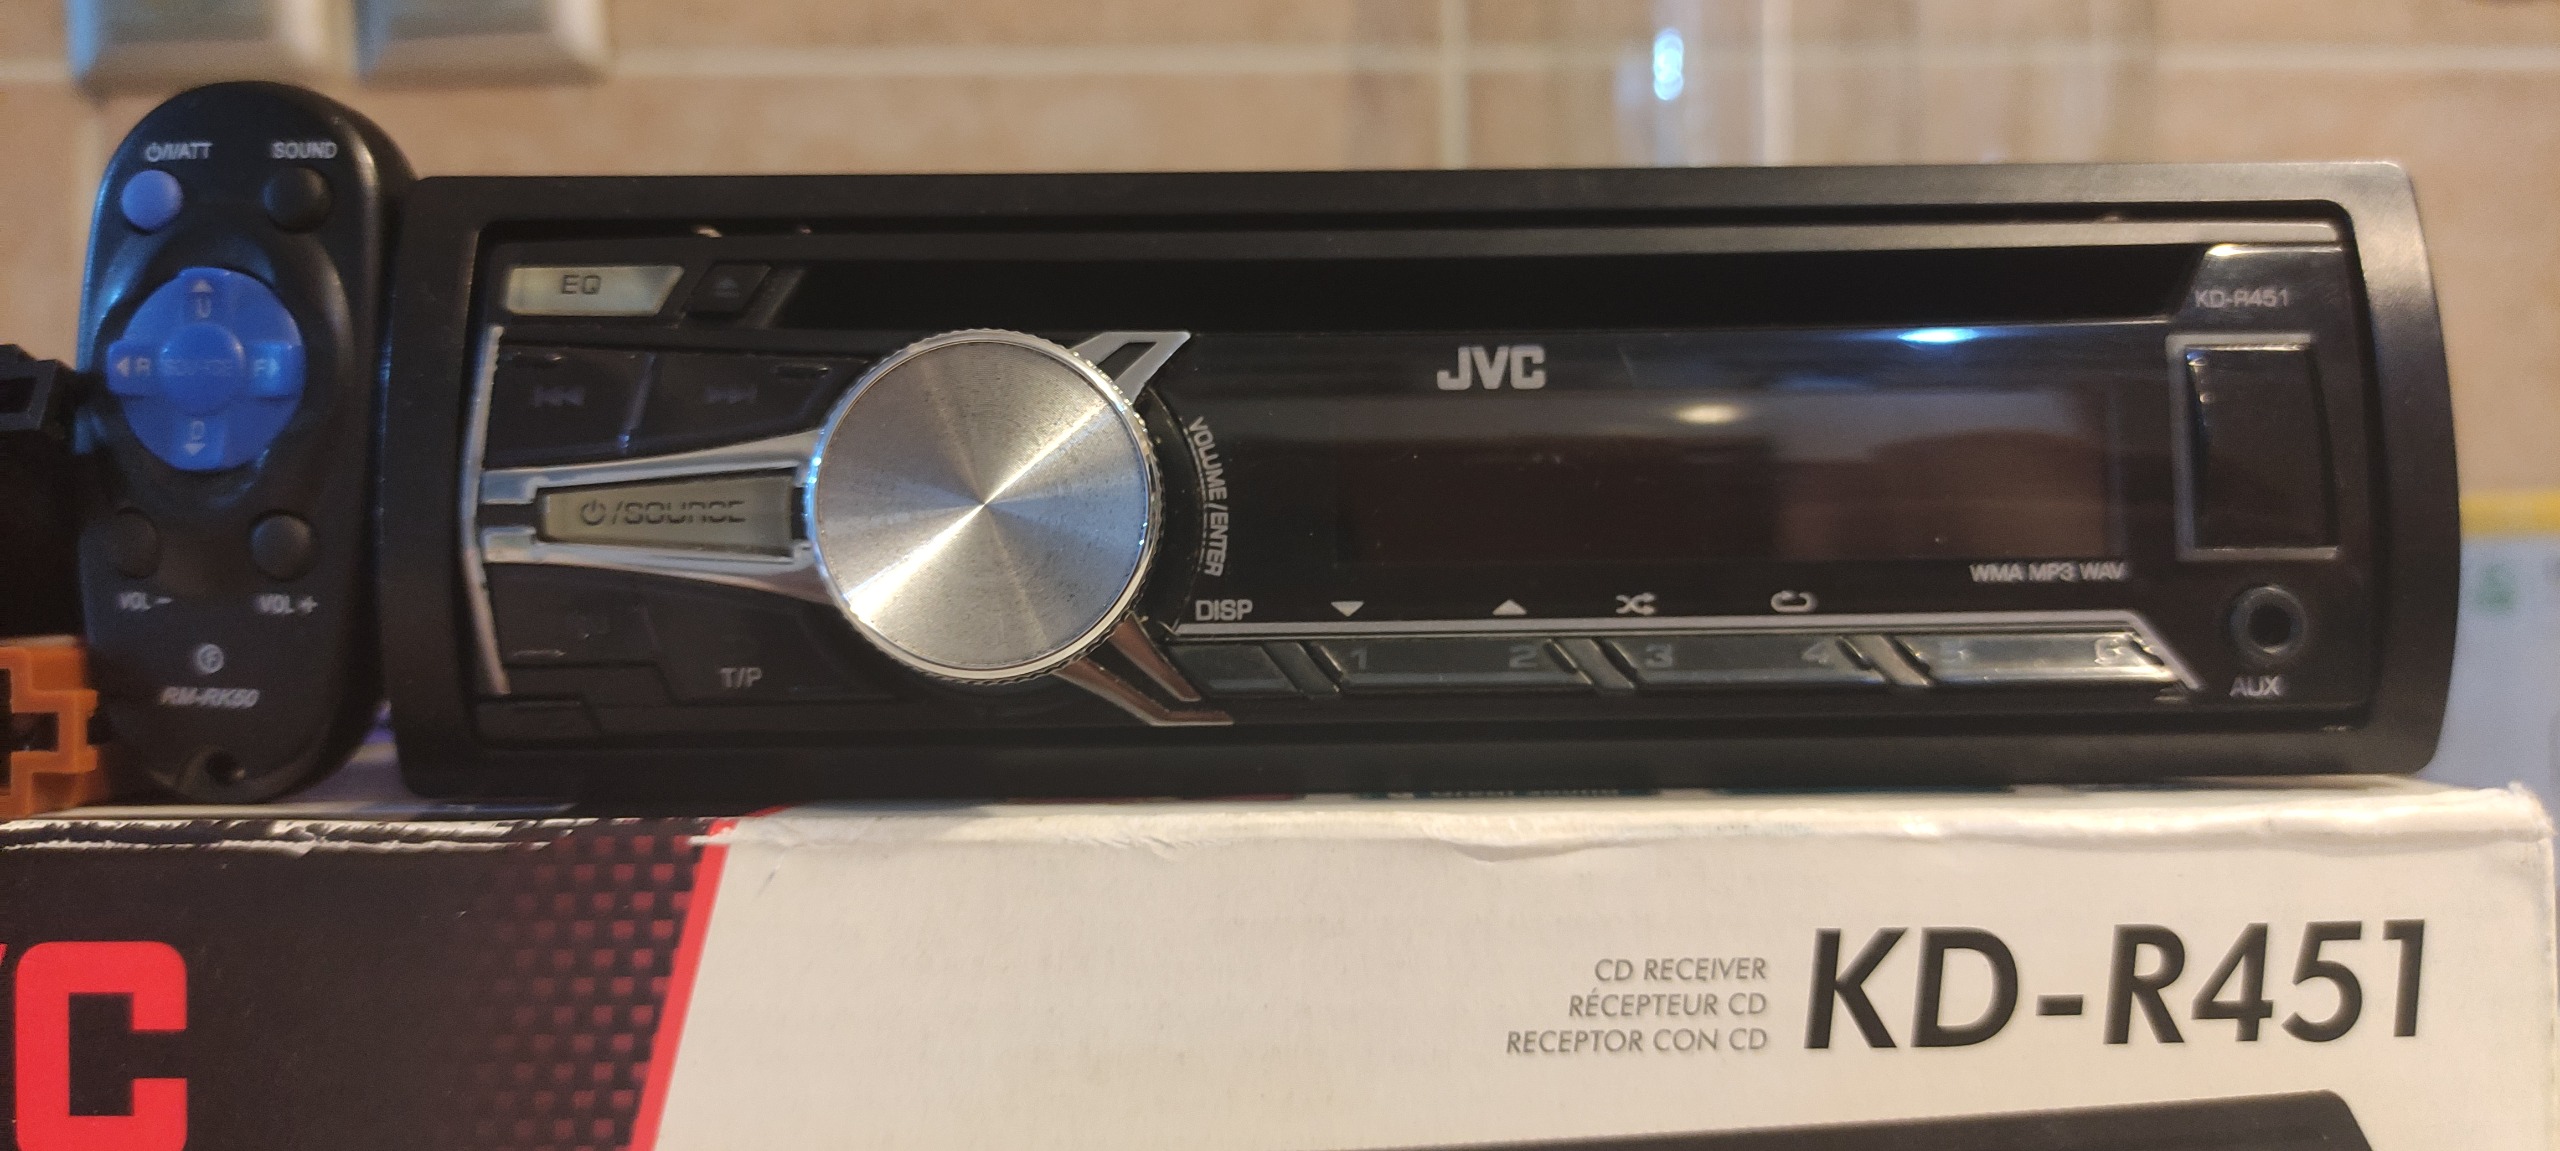 ⏻/I/ATT SOUND
U
R SOURCE F
D
VOL – VOL +
RM-RK50
EQ
KD-R451
JVC
⏻/SOURCE
VOLUME / ENTER
WMA MP3 WAV
DISP
T/P
1 2 3 4 5 6
AUX
CD RECEIVER
RÉCEPTEUR CD
RECEPTOR CON CD
KD-R451
VC